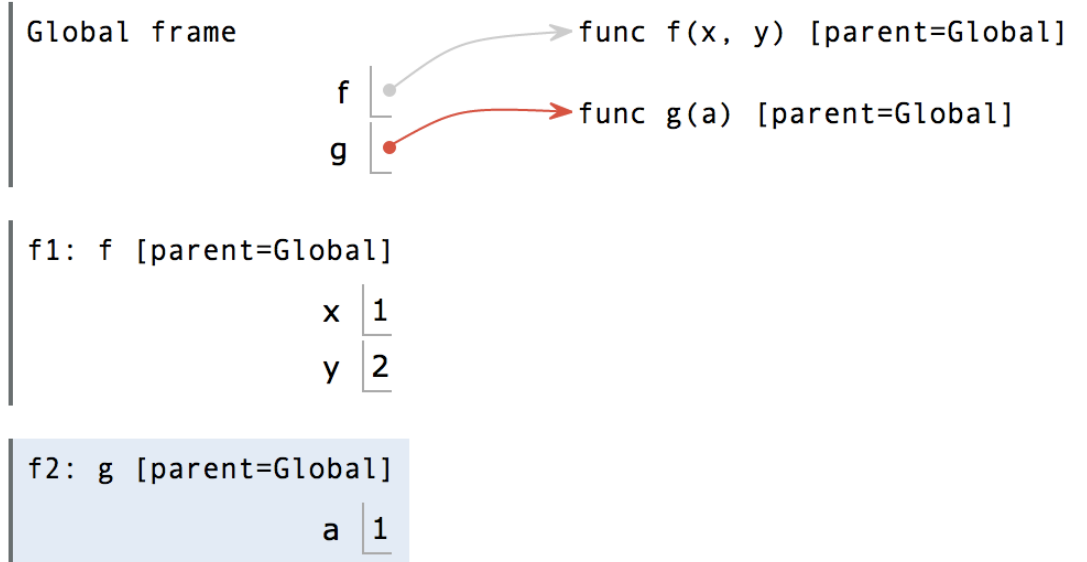 Global frame
func f(x, y) [parent=Global]
f
func g(a) [parent=Global]
g
f1: f [parent=Global]
x 1
y 2
f2: g [parent=Global]
a 1